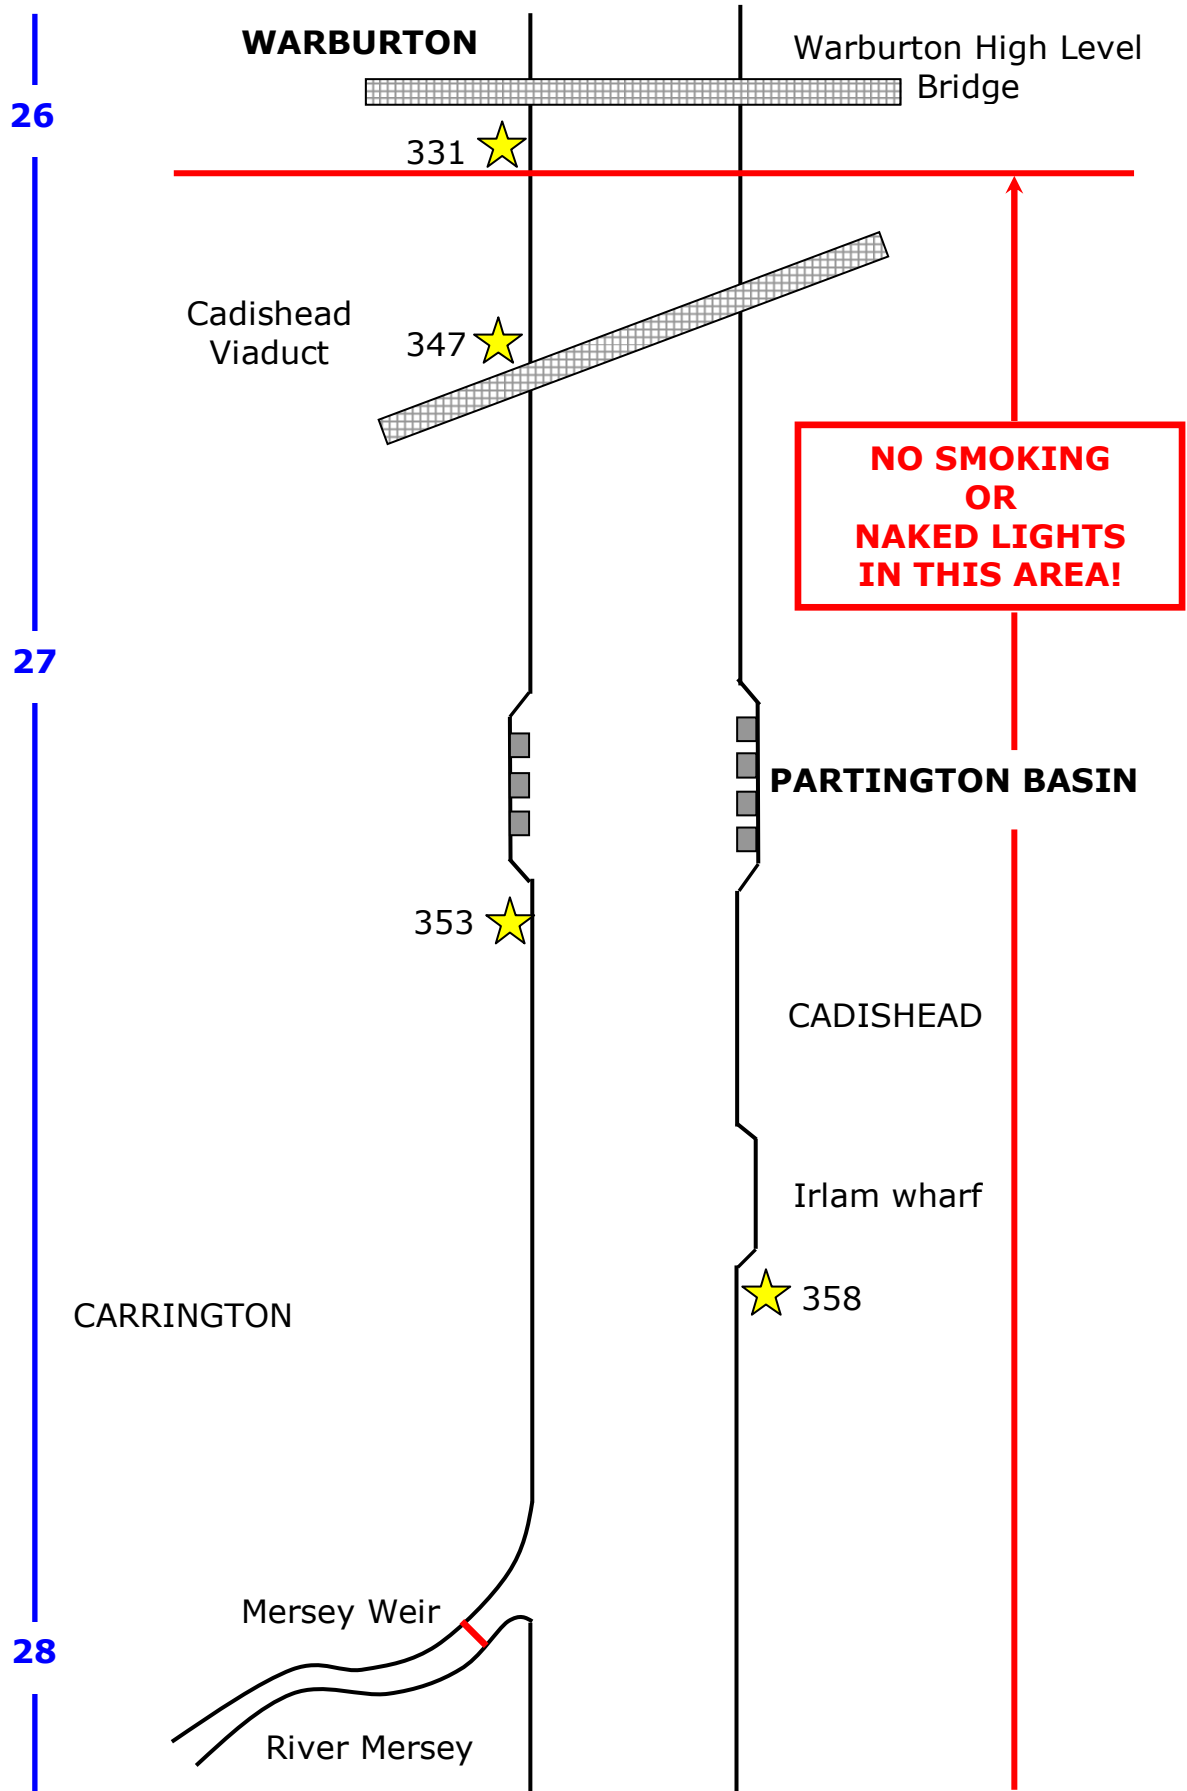 WARBURTON
Warburton High Level
Bridge
26
331
Cadishead
Viaduct
347
NO SMOKING
OR
NAKED LIGHTS
IN THIS AREA!
27
PARTINGTON BASIN
353
CADISHEAD
Irlam wharf
358
CARRINGTON
Mersey Weir
28
River Mersey